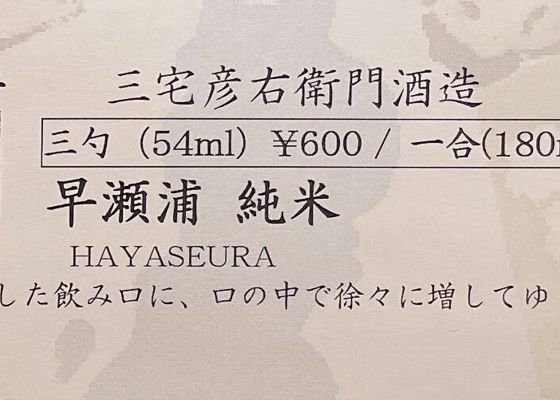 三宅彦右衛門酒造
三勺（54ml）¥600 / 一合(180m
早瀬浦 純米
HAYASEURA
した飲み口に、口の中で徐々に増してゆ